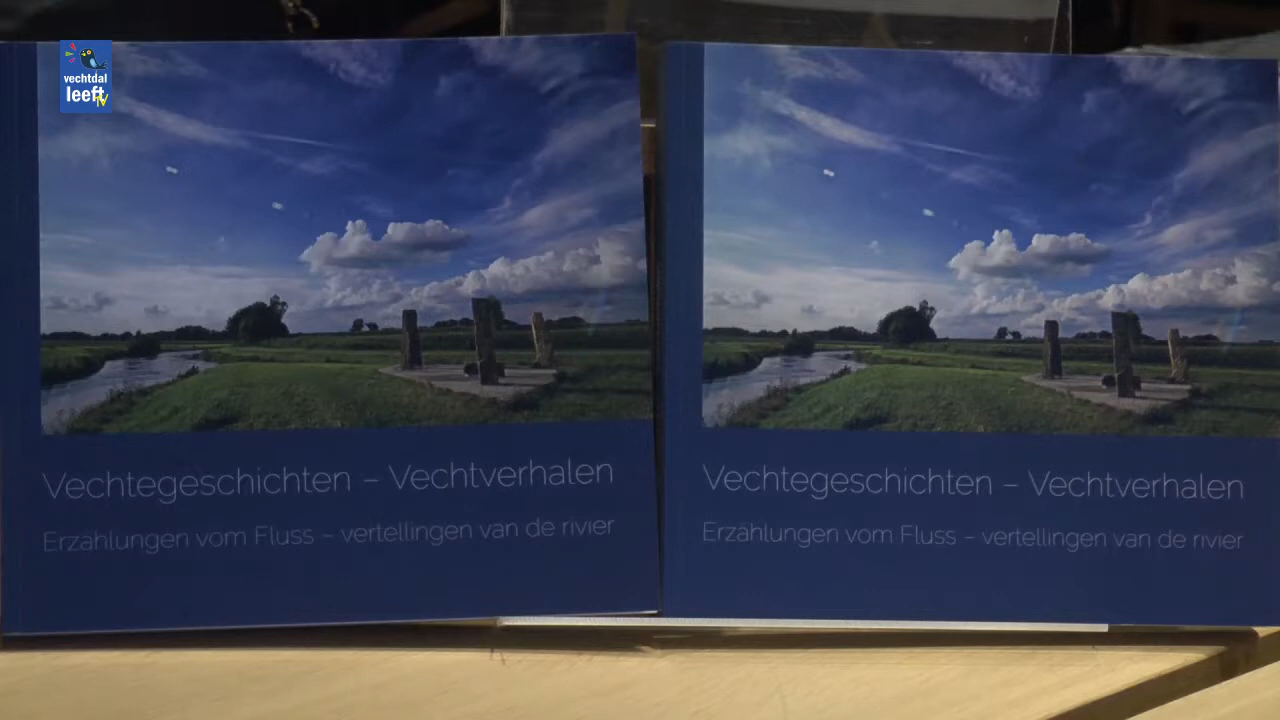 vechtdal
leeft
TV
Vechtegeschichten – Vechtverhalen
Erzählungen vom Fluss – vertellingen van de rivier
Vechtegeschichten – Vechtverhalen
Erzählungen vom Fluss – vertellingen van de rivier